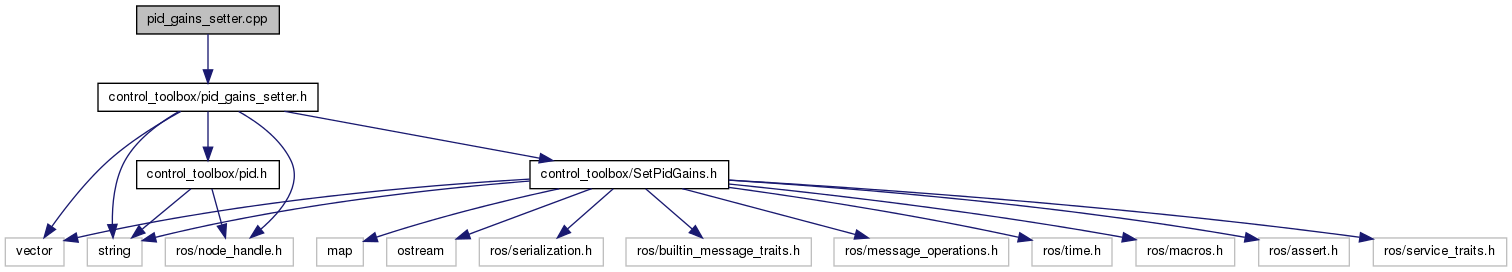 pid_gains_setter.cpp
control_toolbox/pid_gains_setter.h
control_toolbox/pid.h
control_toolbox/SetPidGains.h
vector
string
ros/node_handle.h
map
ostream
ros/serialization.h
ros/builtin_message_traits.h
ros/message_operations.h
ros/time.h
ros/macros.h
ros/assert.h
ros/service_traits.h